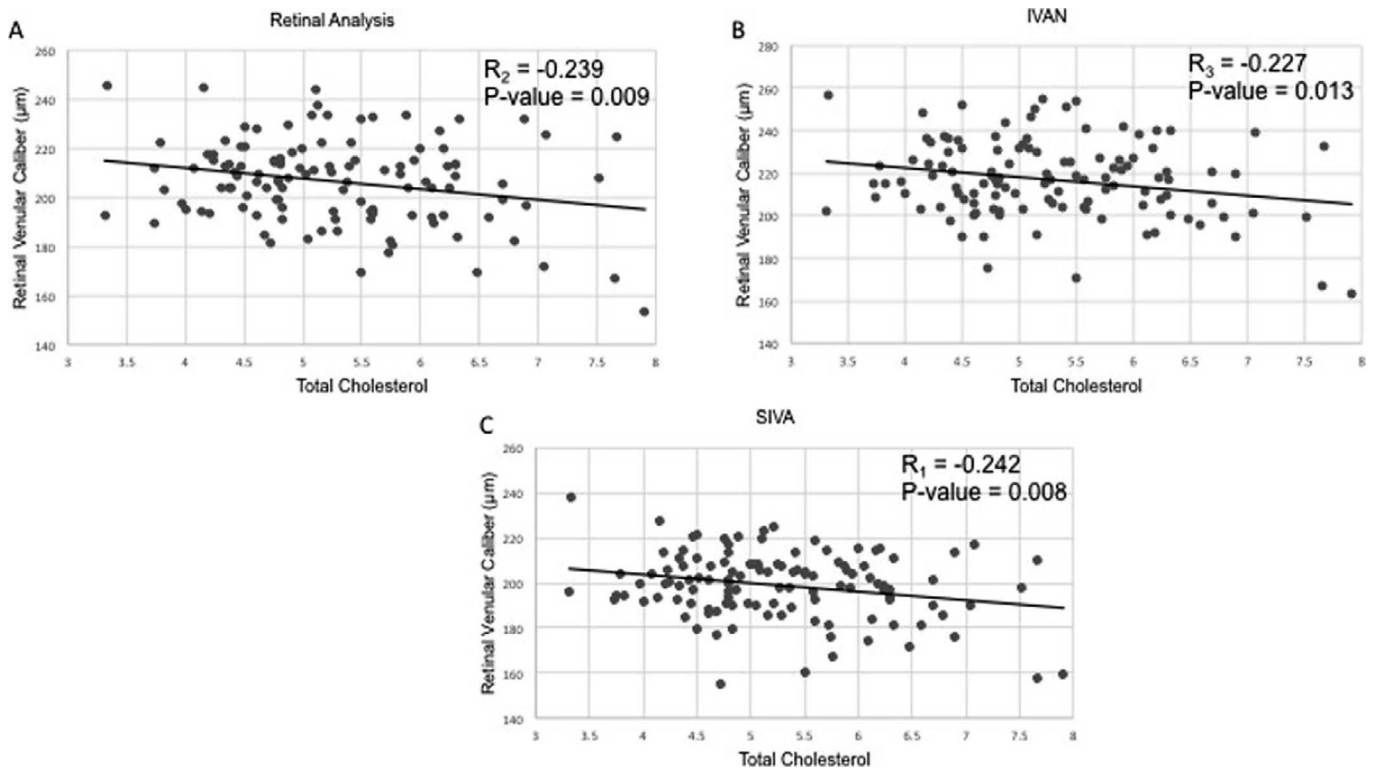 A
Retinal Analysis
R₂ = -0.239
P-value = 0.009
Retinal Venular Caliber (µm)
260
240
220
200
180
160
140
3 3.5 4 4.5 5 5.5 6 6.5 7 7.5 8
Total Cholesterol
B
IVAN
R₃ = -0.227
P-value = 0.013
Retinal Venular Caliber (µm)
280
260
240
220
200
180
160
140
3 3.5 4 4.5 5 5.5 6 6.5 7 7.5 8
Total Cholesterol
C
SIVA
R₁ = -0.242
P-value = 0.008
Retinal Venular Caliber (µm)
260
240
220
200
180
160
140
3 3.5 4 4.5 5 5.5 6 6.5 7 7.5 8
Total Cholesterol